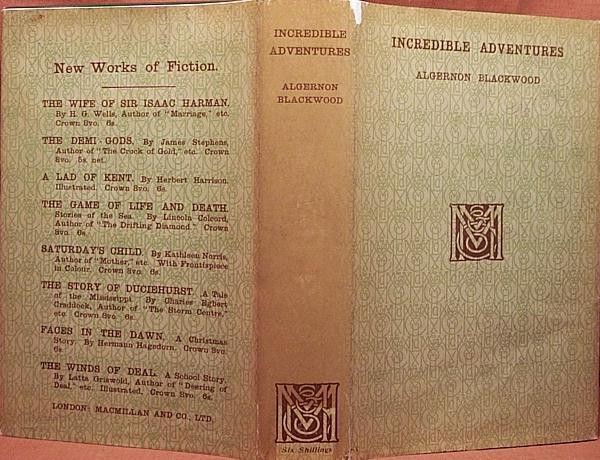 New Works of Fiction.
THE WIFE OF SIR ISAAC HARMAN.
By H. G. Wells, Author of "Marriage," etc.
Crown 8vo. 6s.
THE DEMI-GODS. By James Stephens,
Author of "The Crock of Gold," etc. Crown
8vo. 5s. net.
A LAD OF KENT. By Herbert Harrison.
Illustrated. Crown 8vo. 6s.
THE GAME OF LIFE AND DEATH.
Stories of the Sea. By Lincoln Colcord,
Author of "The Drifting Diamond." Crown
8vo. 6s.
SATURDAY'S CHILD. By Kathleen Norris,
Author of "Mother," etc. With Frontispiece
in Colour. Crown 8vo. 6s.
THE STORY OF DUCIEHURST. A Tale
of the Mississippi. By Charles Egbert
Craddock, Author of "The Storm Centre,"
etc. Crown 8vo. 6s.
FACES IN THE DAWN. A Christmas
Story. By Hermann Hagedorn. Crown 8vo.
6s.
THE WINDS OF DEAL. A School Story.
By Latta Griswold, Author of "Deering of
Deal," etc. Illustrated. Crown 8vo. 6s.
LONDON: MACMILLAN AND CO., LTD.
INCREDIBLE
ADVENTURES
ALGERNON
BLACKWOOD
Six Shillings
INCREDIBLE ADVENTURES
ALGERNON BLACKWOOD